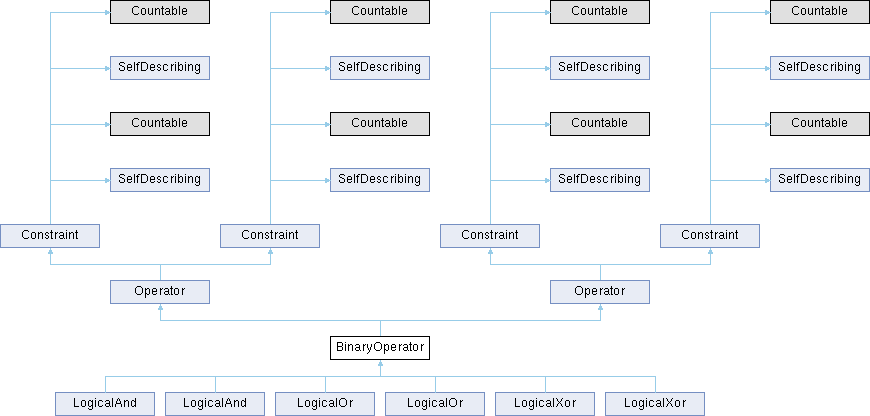 Countable Countable Countable Countable
SelfDescribing SelfDescribing SelfDescribing SelfDescribing
Countable Countable Countable Countable
SelfDescribing SelfDescribing SelfDescribing SelfDescribing
Constraint Constraint Constraint Constraint
Operator Operator
BinaryOperator
LogicalAnd LogicalAnd LogicalOr LogicalOr LogicalXor LogicalXor